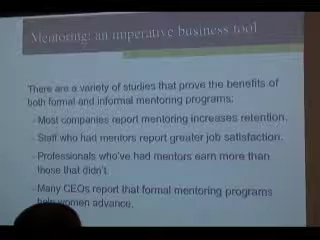 Mentoring: an imperative business tool
There are a variety of studies that prove the benefits of
both formal and informal mentoring programs:
- Most companies report mentoring increases retention.
- Staff who had mentors report greater job satisfaction.
- Professionals who've had mentors earn more than
those that didn't.
- Many CEOs report that formal mentoring programs
help women advance.